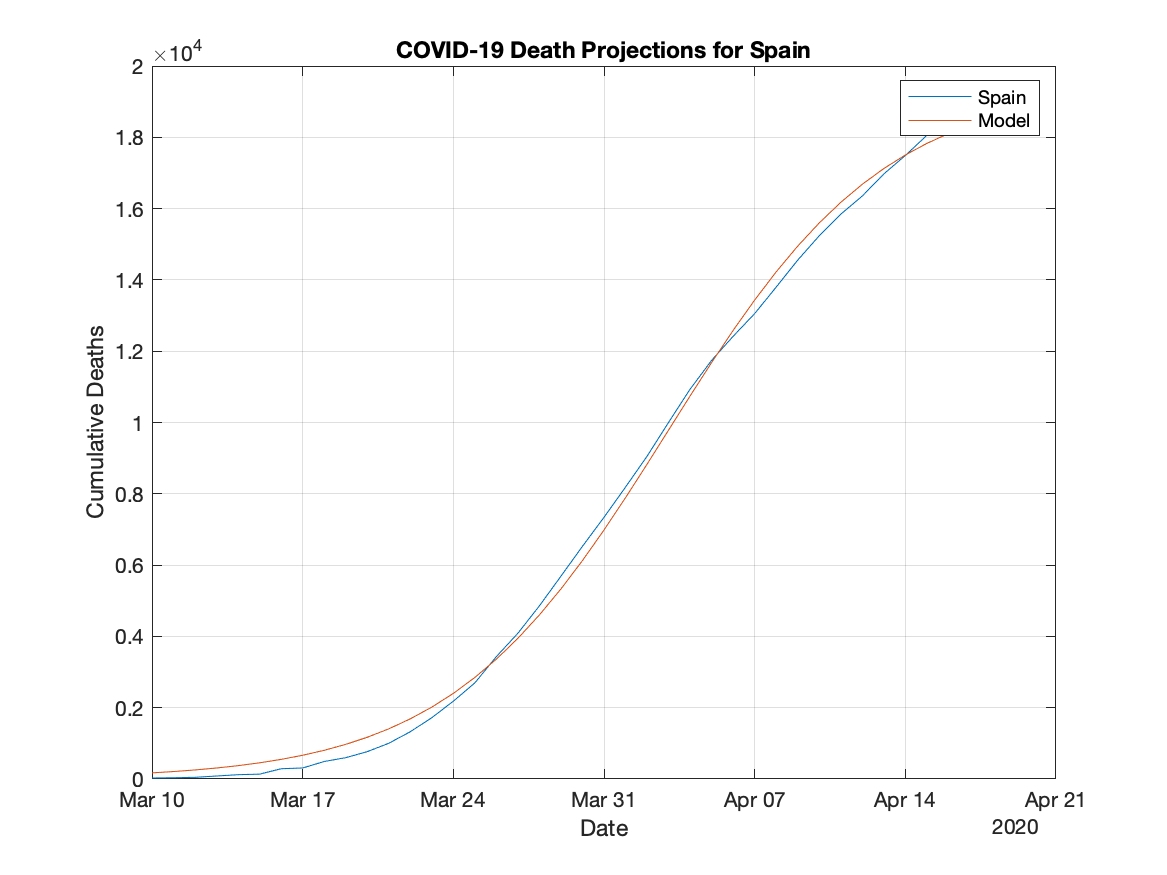 COVID-19 Death Projections for Spain
×10⁴
2
1.8
1.6
1.4
1.2
1
0.8
0.6
0.4
0.2
0
Cumulative Deaths
Spain
Model
Mar 10 Mar 17 Mar 24 Mar 31 Apr 07 Apr 14 Apr 21
Date
2020